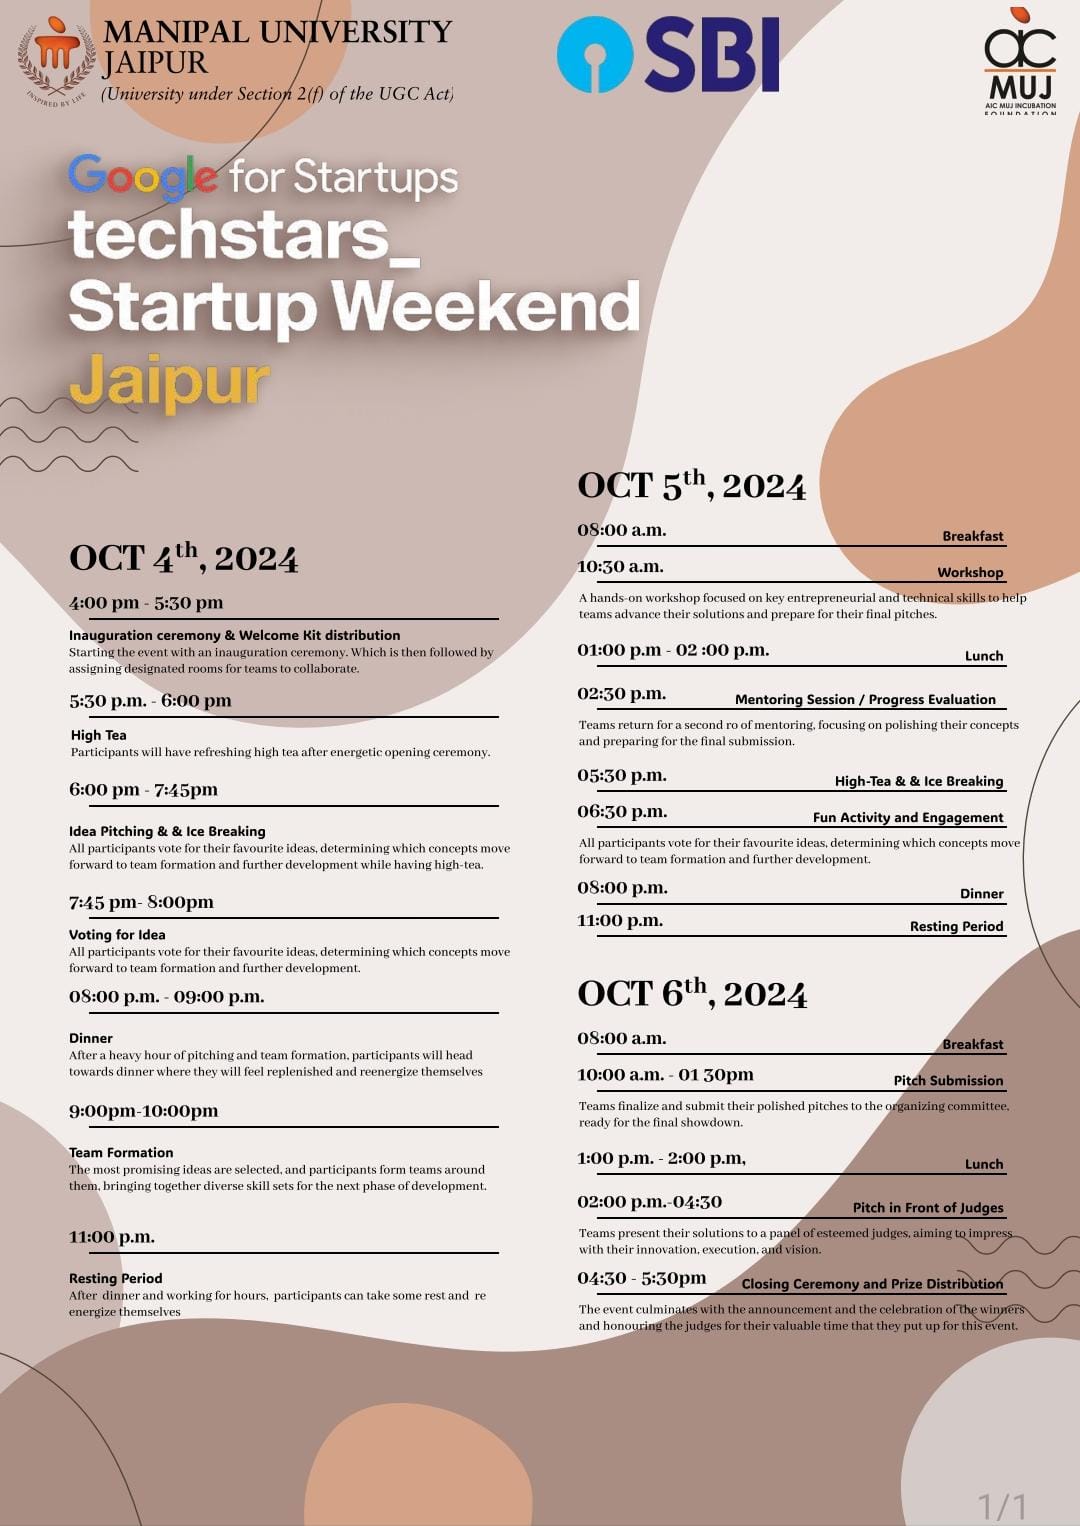 MANIPAL UNIVERSITY
JAIPUR
(University under Section 2(f) of the UGC Act)
INSPIRED BY LIFE
SBI
aic
MUJ
AIC MUJ INCUBATION
FOUNDATION
Google for Startups
techstars_
Startup Weekend
Jaipur
OCT 4th, 2024
4:00 pm - 5:30 pm
Inauguration ceremony & Welcome Kit distribution
Starting the event with an inauguration ceremony. Which is then followed by
assigning designated rooms for teams to collaborate.
5:30 p.m. - 6:00 pm
High Tea
Participants will have refreshing high tea after energetic opening ceremony.
6:00 pm - 7:45pm
Idea Pitching & & Ice Breaking
All participants vote for their favourite ideas, determining which concepts move
forward to team formation and further development while having high-tea.
7:45 pm- 8:00pm
Voting for Idea
All participants vote for their favourite ideas, determining which concepts move
forward to team formation and further development.
08:00 p.m. - 09:00 p.m.
Dinner
After a heavy hour of pitching and team formation, participants will head
towards dinner where they will feel replenished and reenergize themselves
9:00pm-10:00pm
Team Formation
The most promising ideas are selected, and participants form teams around
them, bringing together diverse skill sets for the next phase of development.
11:00 p.m.
Resting Period
After dinner and working for hours, participants can take some rest and re
energize themselves
OCT 5th, 2024
08:00 a.m. Breakfast
10:30 a.m. Workshop
A hands-on workshop focused on key entrepreneurial and technical skills to help
teams advance their solutions and prepare for their final pitches.
01:00 p.m - 02 :00 p.m. Lunch
02:30 p.m. Mentoring Session / Progress Evaluation
Teams return for a second ro of mentoring, focusing on polishing their concepts
and preparing for the final submission.
05:30 p.m. High-Tea & & Ice Breaking
06:30 p.m. Fun Activity and Engagement
All participants vote for their favourite ideas, determining which concepts move
forward to team formation and further development.
08:00 p.m. Dinner
11:00 p.m. Resting Period
OCT 6th, 2024
08:00 a.m. Breakfast
10:00 a.m. - 01 30pm Pitch Submission
Teams finalize and submit their polished pitches to the organizing committee,
ready for the final showdown.
1:00 p.m. - 2:00 p.m, Lunch
02:00 p.m.-04:30 Pitch in Front of Judges
Teams present their solutions to a panel of esteemed judges, aiming to impress
with their innovation, execution, and vision.
04:30 - 5:30pm Closing Ceremony and Prize Distribution
The event culminates with the announcement and the celebration of the winners
and honouring the judges for their valuable time that they put up for this event.
1/1